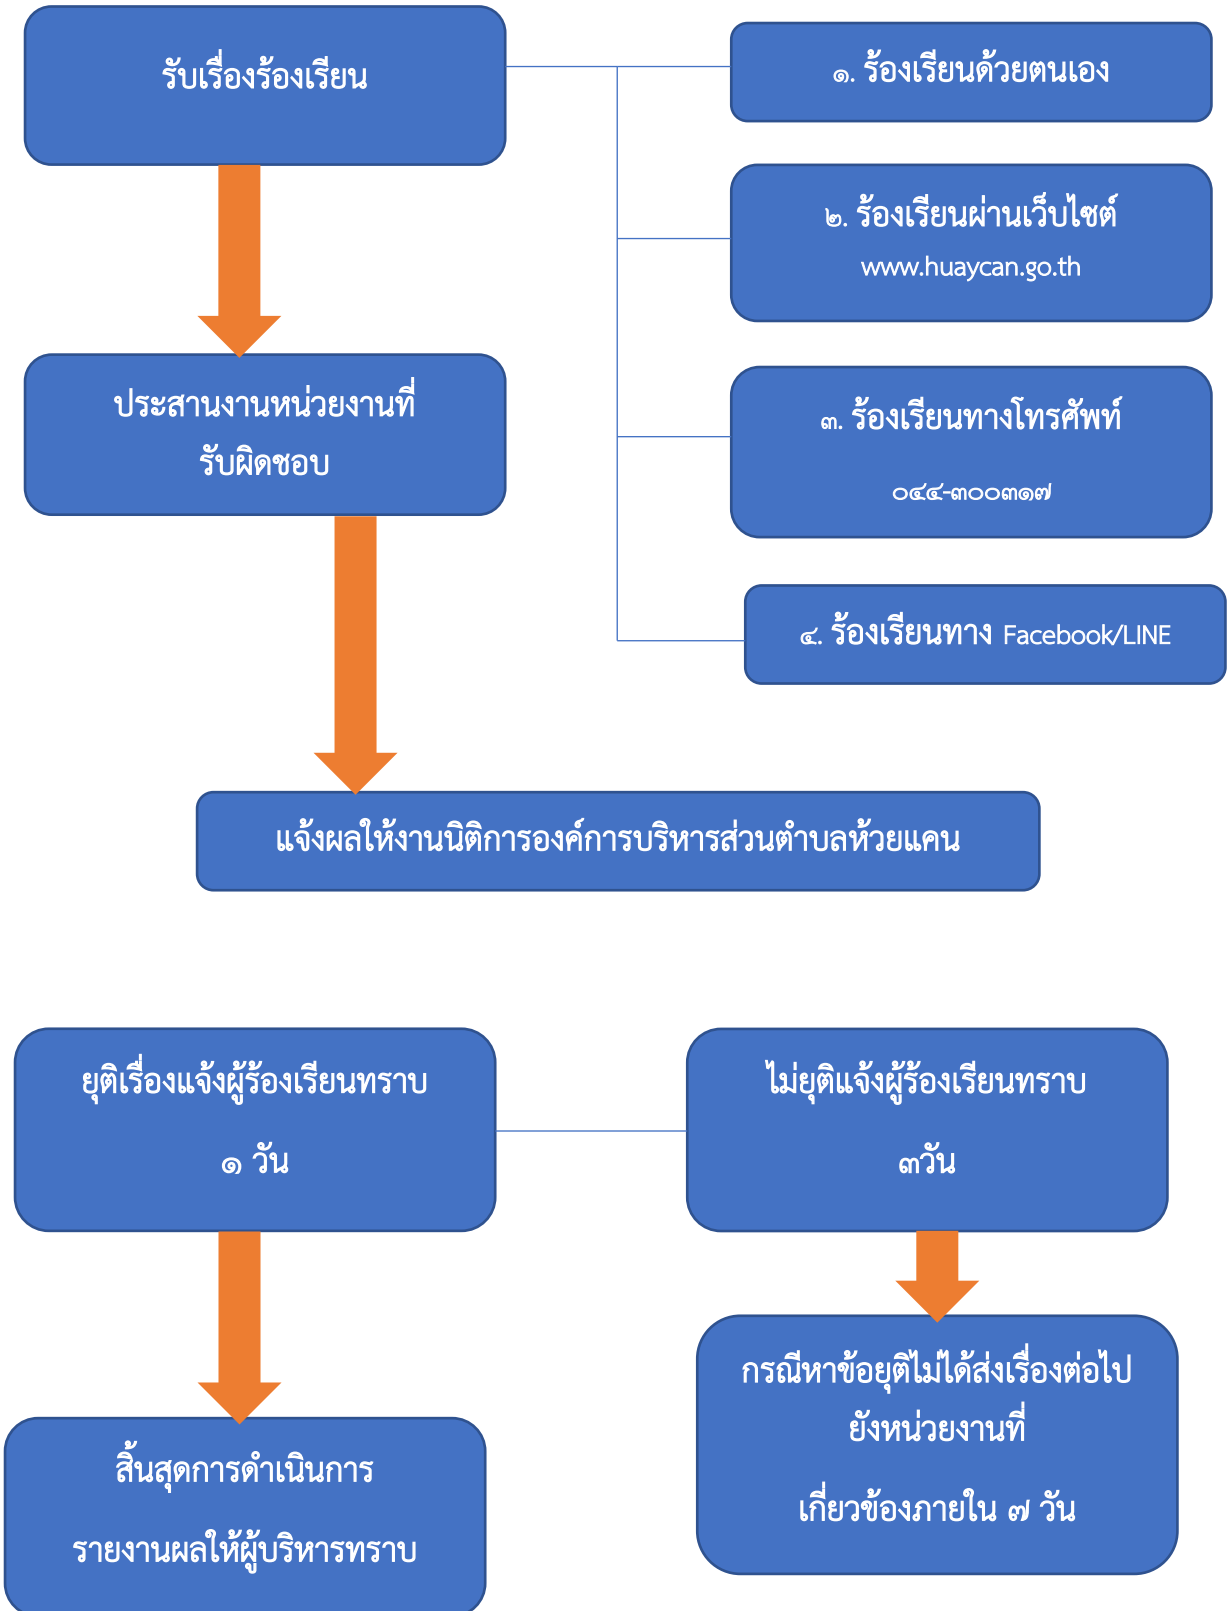 รับเรื่องร้องเรียน
๑. ร้องเรียนด้วยตนเอง
๒. ร้องเรียนผ่านเว็บไซต์
www.huaycan.go.th
๓. ร้องเรียนทางโทรศัพท์
๐๔๔-๓๐๐๓๑๗
๔. ร้องเรียนทาง Facebook/LINE
ประสานงานหน่วยงานที่
รับผิดชอบ
แจ้งผลให้งานนิติการองค์การบริหารส่วนตำบลห้วยแคน
ยุติเรื่องแจ้งผู้ร้องเรียนทราบ
๑ วัน
ไม่ยุติแจ้งผู้ร้องเรียนทราบ
๓วัน
สิ้นสุดการดำเนินการ
รายงานผลให้ผู้บริหารทราบ
กรณีหาข้อยุติไม่ได้ส่งเรื่องต่อไป
ยังหน่วยงานที่
เกี่ยวข้องภายใน ๗ วัน